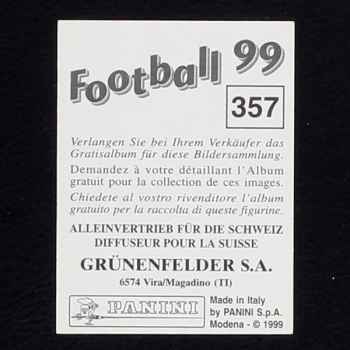 Football 99
357
Verlangen Sie bei Ihrem Verkäufer das
Gratisalbum für diese Bildersammlung.
Demandez à votre détaillant l'Album
gratuit pour la collection de ces images.
Chiedete al vostro rivenditore l'album
gratuito per la raccolta di queste figurine.
ALLEINVERTRIEB FÜR DIE SCHWEIZ
DIFFUSEUR POUR LA SUISSE
GRÜNENFELDER S.A.
6574 Vira/Magadino (TI)
PANINI
Made in Italy
by PANINI S.p.A.
Modena - © 1999